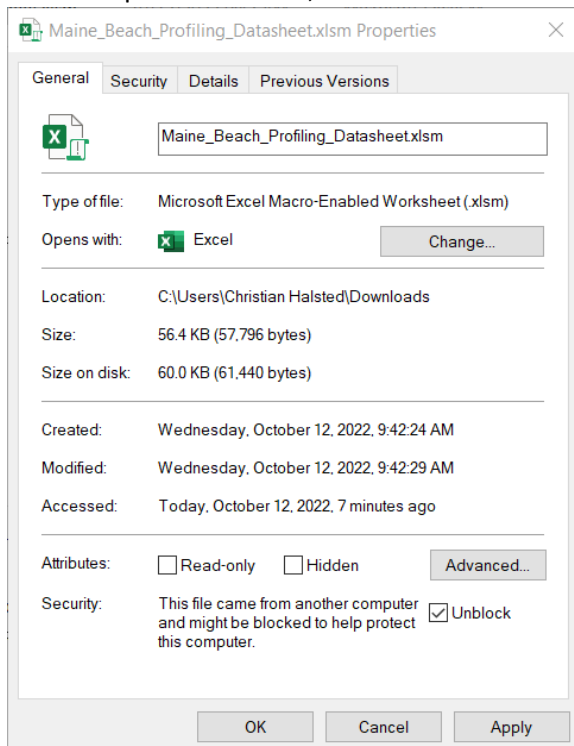 Maine_Beach_Profiling_Datasheet.xlsm Properties
General Security Details Previous Versions
Maine_Beach_Profiling_Datasheet.xlsm
Type of file: Microsoft Excel Macro-Enabled Worksheet (.xlsm)
Opens with: Excel Change...
Location: C:\Users\Christian Halsted\Downloads
Size: 56.4 KB (57,796 bytes)
Size on disk: 60.0 KB (61,440 bytes)
Created: Wednesday, October 12, 2022, 9:42:24 AM
Modified: Wednesday, October 12, 2022, 9:42:29 AM
Accessed: Today, October 12, 2022, 7 minutes ago
Attributes: Read-only Hidden Advanced...
Security: This file came from another computer
and might be blocked to help protect
this computer.
Unblock
OK Cancel Apply